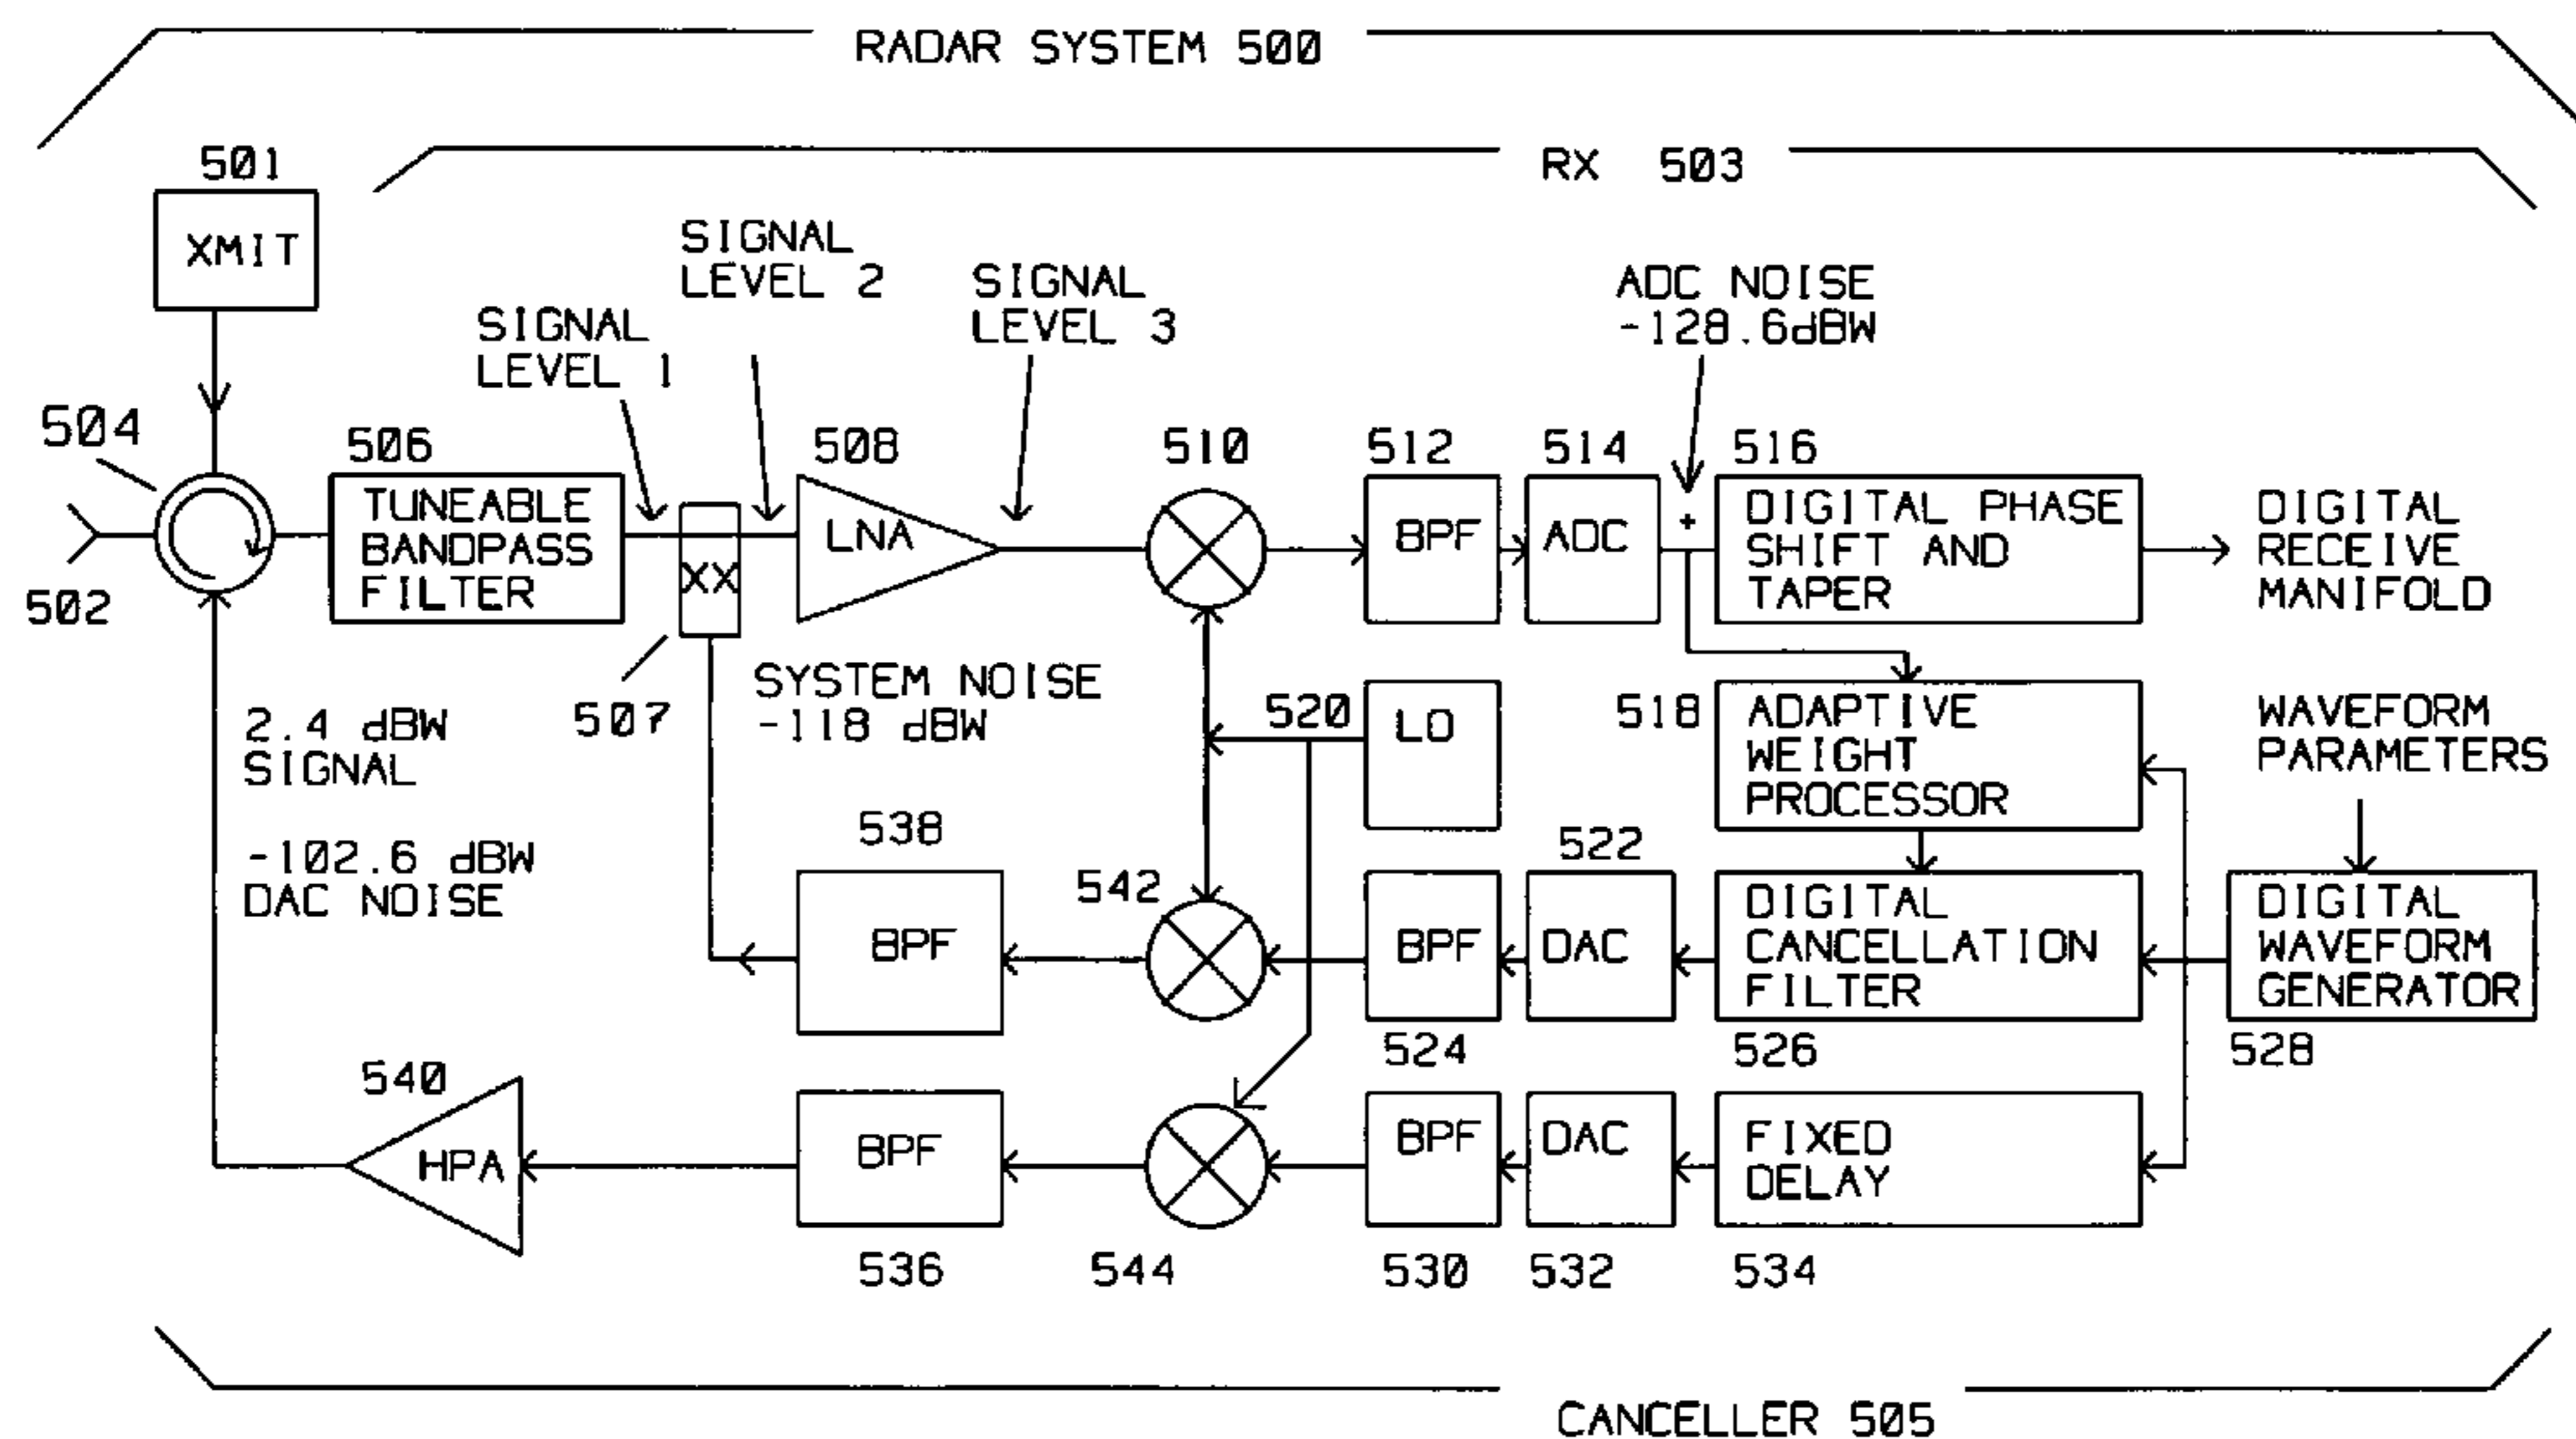 RADAR SYSTEM 500
RX 503
501
XMIT
SIGNAL
LEVEL 1
SIGNAL
LEVEL 2
SIGNAL
LEVEL 3
ADC NOISE
-128.6dBW
504
502
506
TUNEABLE
BANDPASS
FILTER
XX
507
508
LNA
510
512
BPF
514
ADC
+
516
DIGITAL PHASE
SHIFT AND
TAPER
DIGITAL
RECEIVE
MANIFOLD
2.4 dBW
SIGNAL
-102.6 dBW
DAC NOISE
SYSTEM NOISE
-118 dBW
520
LO
518
ADAPTIVE
WEIGHT
PROCESSOR
WAVEFORM
PARAMETERS
538
BPF
542
BPF
524
522
DAC
DIGITAL
CANCELLATION
FILTER
526
DIGITAL
WAVEFORM
GENERATOR
528
540
HPA
BPF
536
544
BPF
530
DAC
532
FIXED
DELAY
534
CANCELLER 505